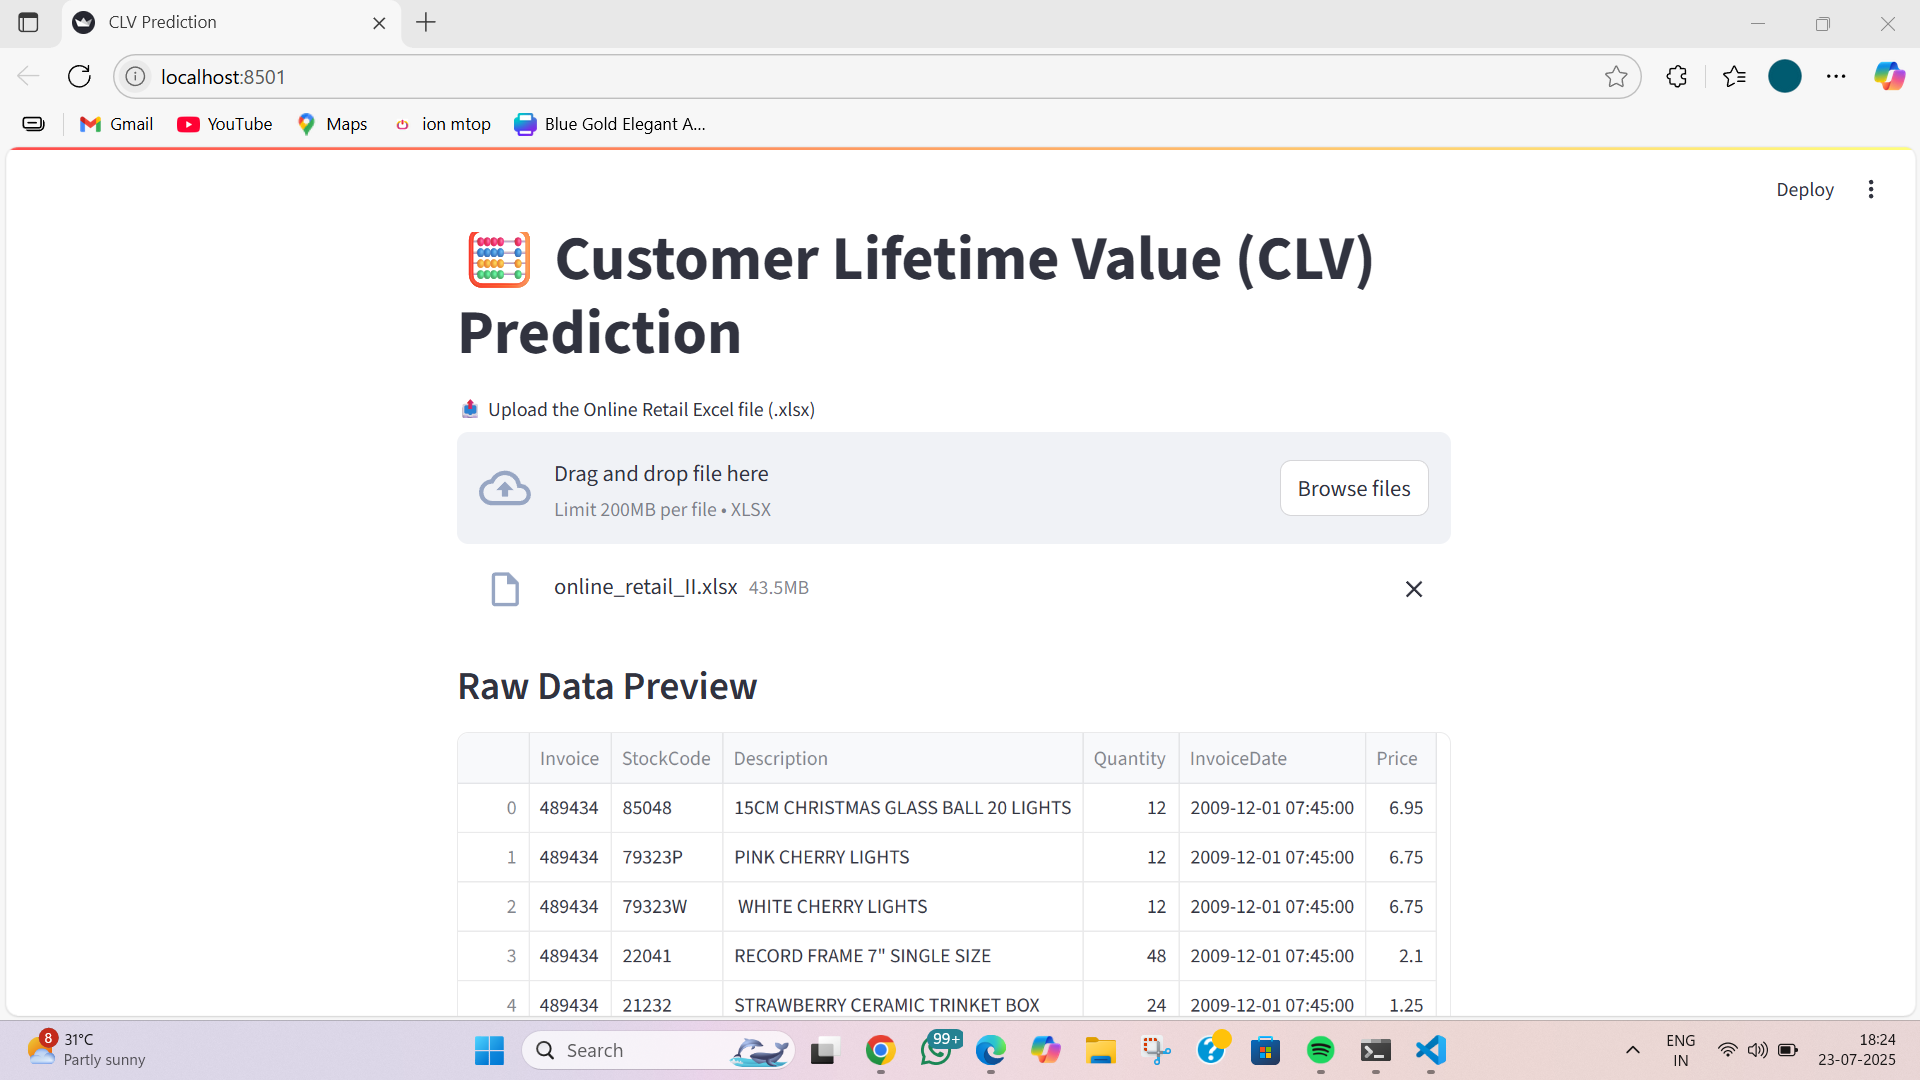 CLV Prediction
localhost:8501
Gmail YouTube Maps ion mtop Blue Gold Elegant A...
Deploy
Customer Lifetime Value (CLV)
Prediction
Upload the Online Retail Excel file (.xlsx)
Drag and drop file here
Limit 200MB per file • XLSX
Browse files
online_retail_II.xlsx 43.5MB
Raw Data Preview
Invoice StockCode Description Quantity InvoiceDate Price
0 489434 85048 15CM CHRISTMAS GLASS BALL 20 LIGHTS 12 2009-12-01 07:45:00 6.95
1 489434 79323P PINK CHERRY LIGHTS 12 2009-12-01 07:45:00 6.75
2 489434 79323W WHITE CHERRY LIGHTS 12 2009-12-01 07:45:00 6.75
3 489434 22041 RECORD FRAME 7" SINGLE SIZE 48 2009-12-01 07:45:00 2.1
4 489434 21232 STRAWBERRY CERAMIC TRINKET BOX 24 2009-12-01 07:45:00 1.25
8
31°C
Partly sunny
Search
99+
ENG
IN
18:24
23-07-2025